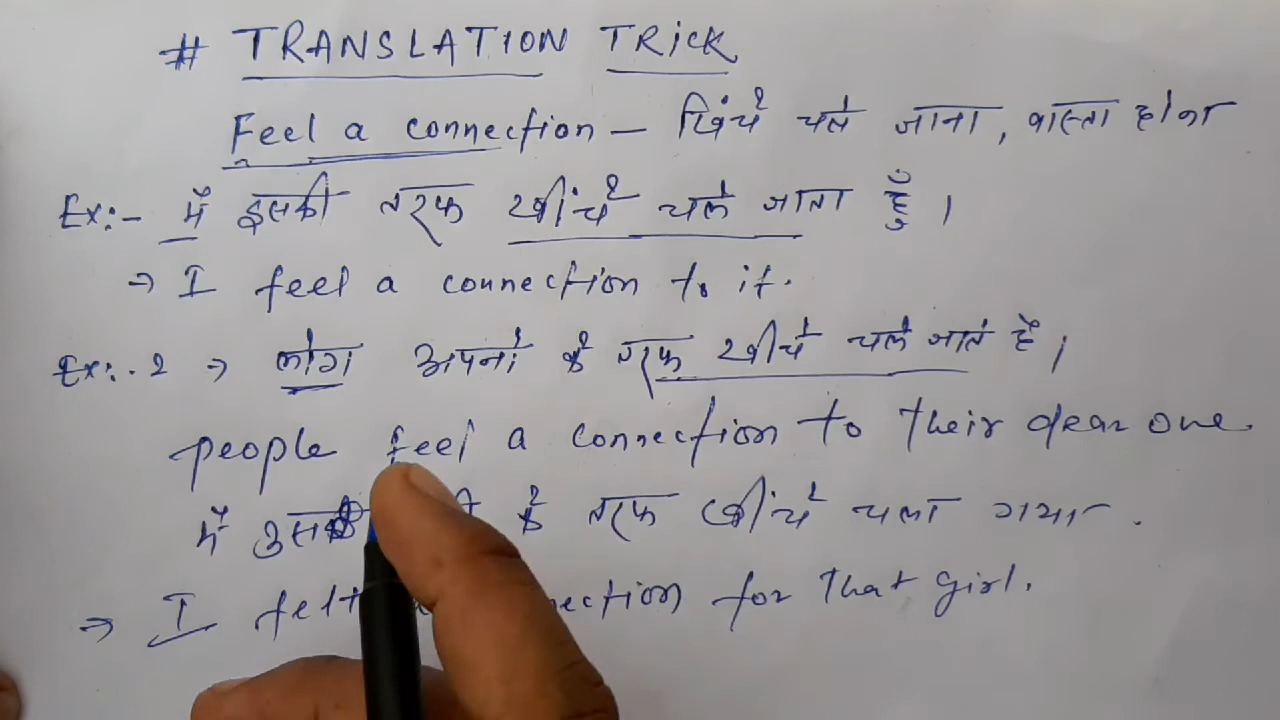 # TRANSLATION TRicK
Feel a connection – खिंचे चले जाना, वास्ता होना
Ex:- मैं इसकी तरफ खींचे चले जाता हूँ।
→ I feel a connection to it.
Ex:.2 → लोग अपनों के तरफ खीचे चले जाते हैं।
people feel a connection to their dear one.
मैं के तरफ खींचे चला गया.
→ I felt for that girl.